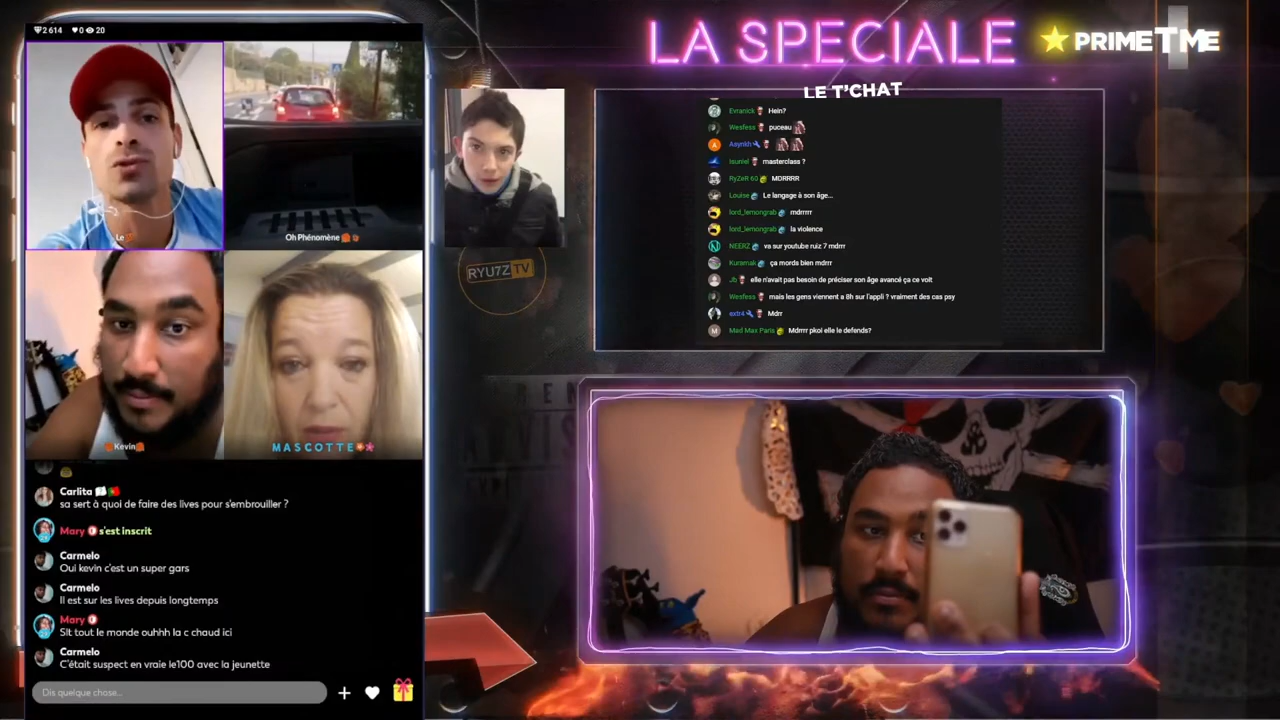 2 614 0 20
Le
Oh Phénomène
Kevin
MASCOTTE
Carlita
sa sert à quoi de faire des lives pour s'embrouiller ?
Mary s'est inscrit
Carmelo
Oui kevin c'est un super gars
Carmelo
Il est sur les lives depuis longtemps
Mary
Slt tout le monde ouhhh la c chaud ici
Carmelo
C'était suspect en vraie le100 avec la jeunette
Dis quelque chose...
RYU7Z TV
LA SPECIALE
PRIMETME
LE T'CHAT
Evranick Hein?
Wesfess puceau
A Asynkh
Isuniel masterclass ?
RyZeR 60 MDRRRR
Louise Le langage à son âge...
lord_lemongrab mdrrrr
lord_lemongrab la violence
NEERZ va sur youtube ruiz 7 mdrrr
Kuramak ça mords bien mdrrr
Jb elle n'avait pas besoin de préciser son âge avancé ça ce voit
Wesfess mais les gens viennent a 8h sur l'appli ? vraiment des cas psy
extr4 Mdrr
M Mad Max Paris Mdrrr pkoi elle le defends?